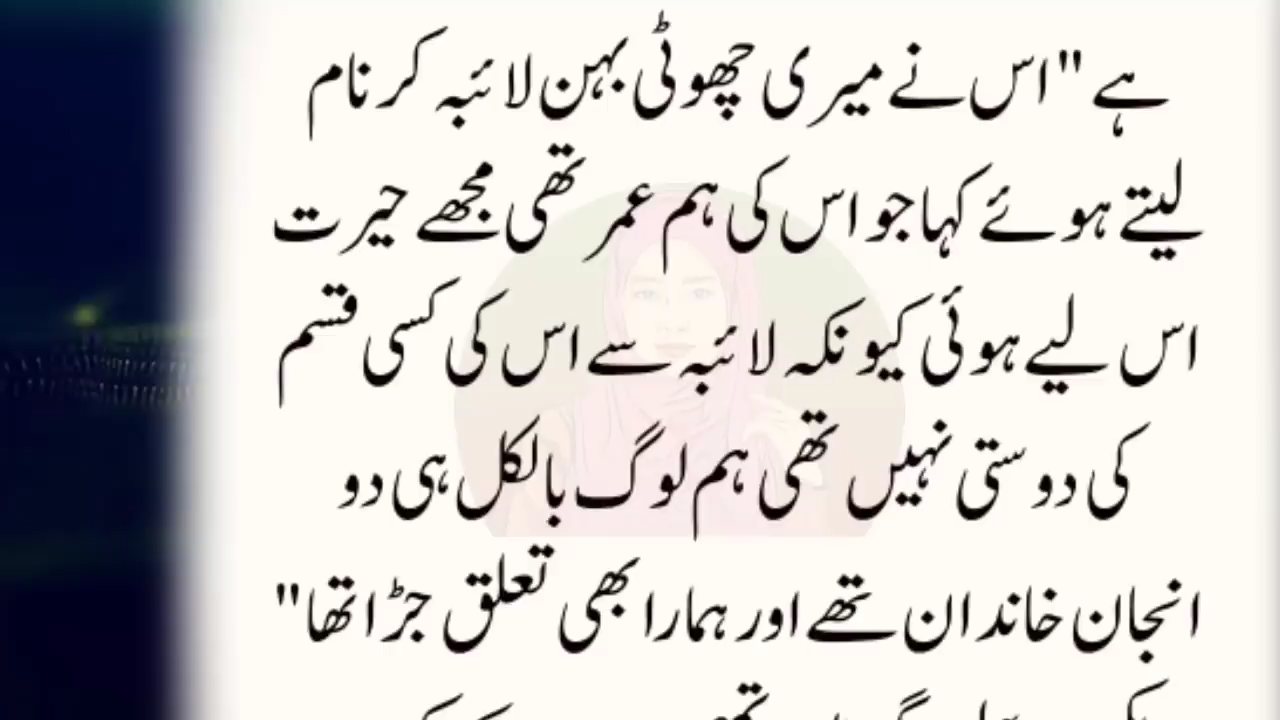 ہے "اس نے میری چھوٹی بہن لائبہ کر نام
لیتے ہوئے کہا جو اس کی ہم عمر تھی مجھے حیرت
اس لیے ہوئی کیونکہ لائبہ سے اس کی کسی قسم
کی دوستی نہیں تھی ہم لوگ بالکل ہی دو
انجان خاندان تھے اور ہمارا بھی تعلق جڑا تھا"